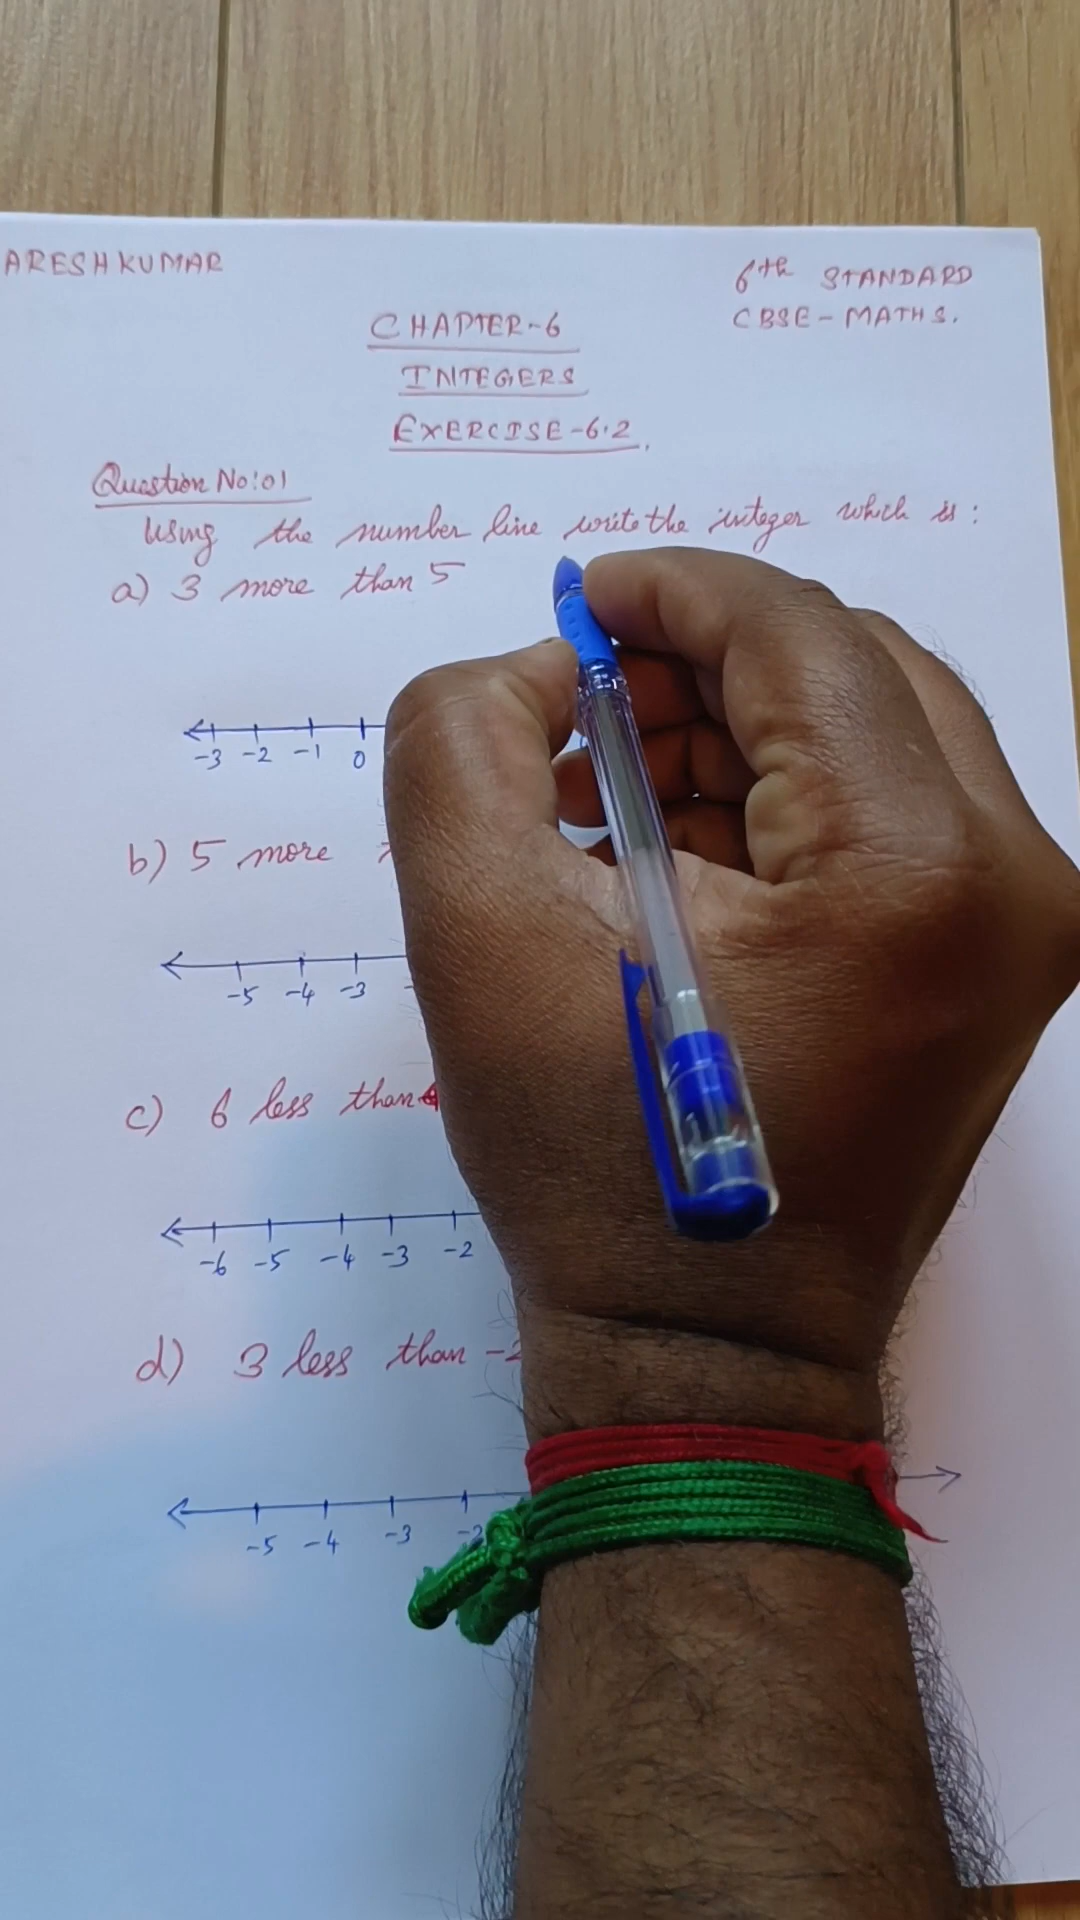 ARESHKUMAR
6th STANDARD
CBSE-MATHS.
CHAPTER-6
INTEGERS
EXERCISE-6.2.
Question No:01
Using the number line write the integer which is:
a) 3 more than 5
-3 -2 -1 0
b) 5 more
-5 -4 -3
c) 6 less than
-6 -5 -4 -3 -2
d) 3 less than -2
-5 -4 -3 -2